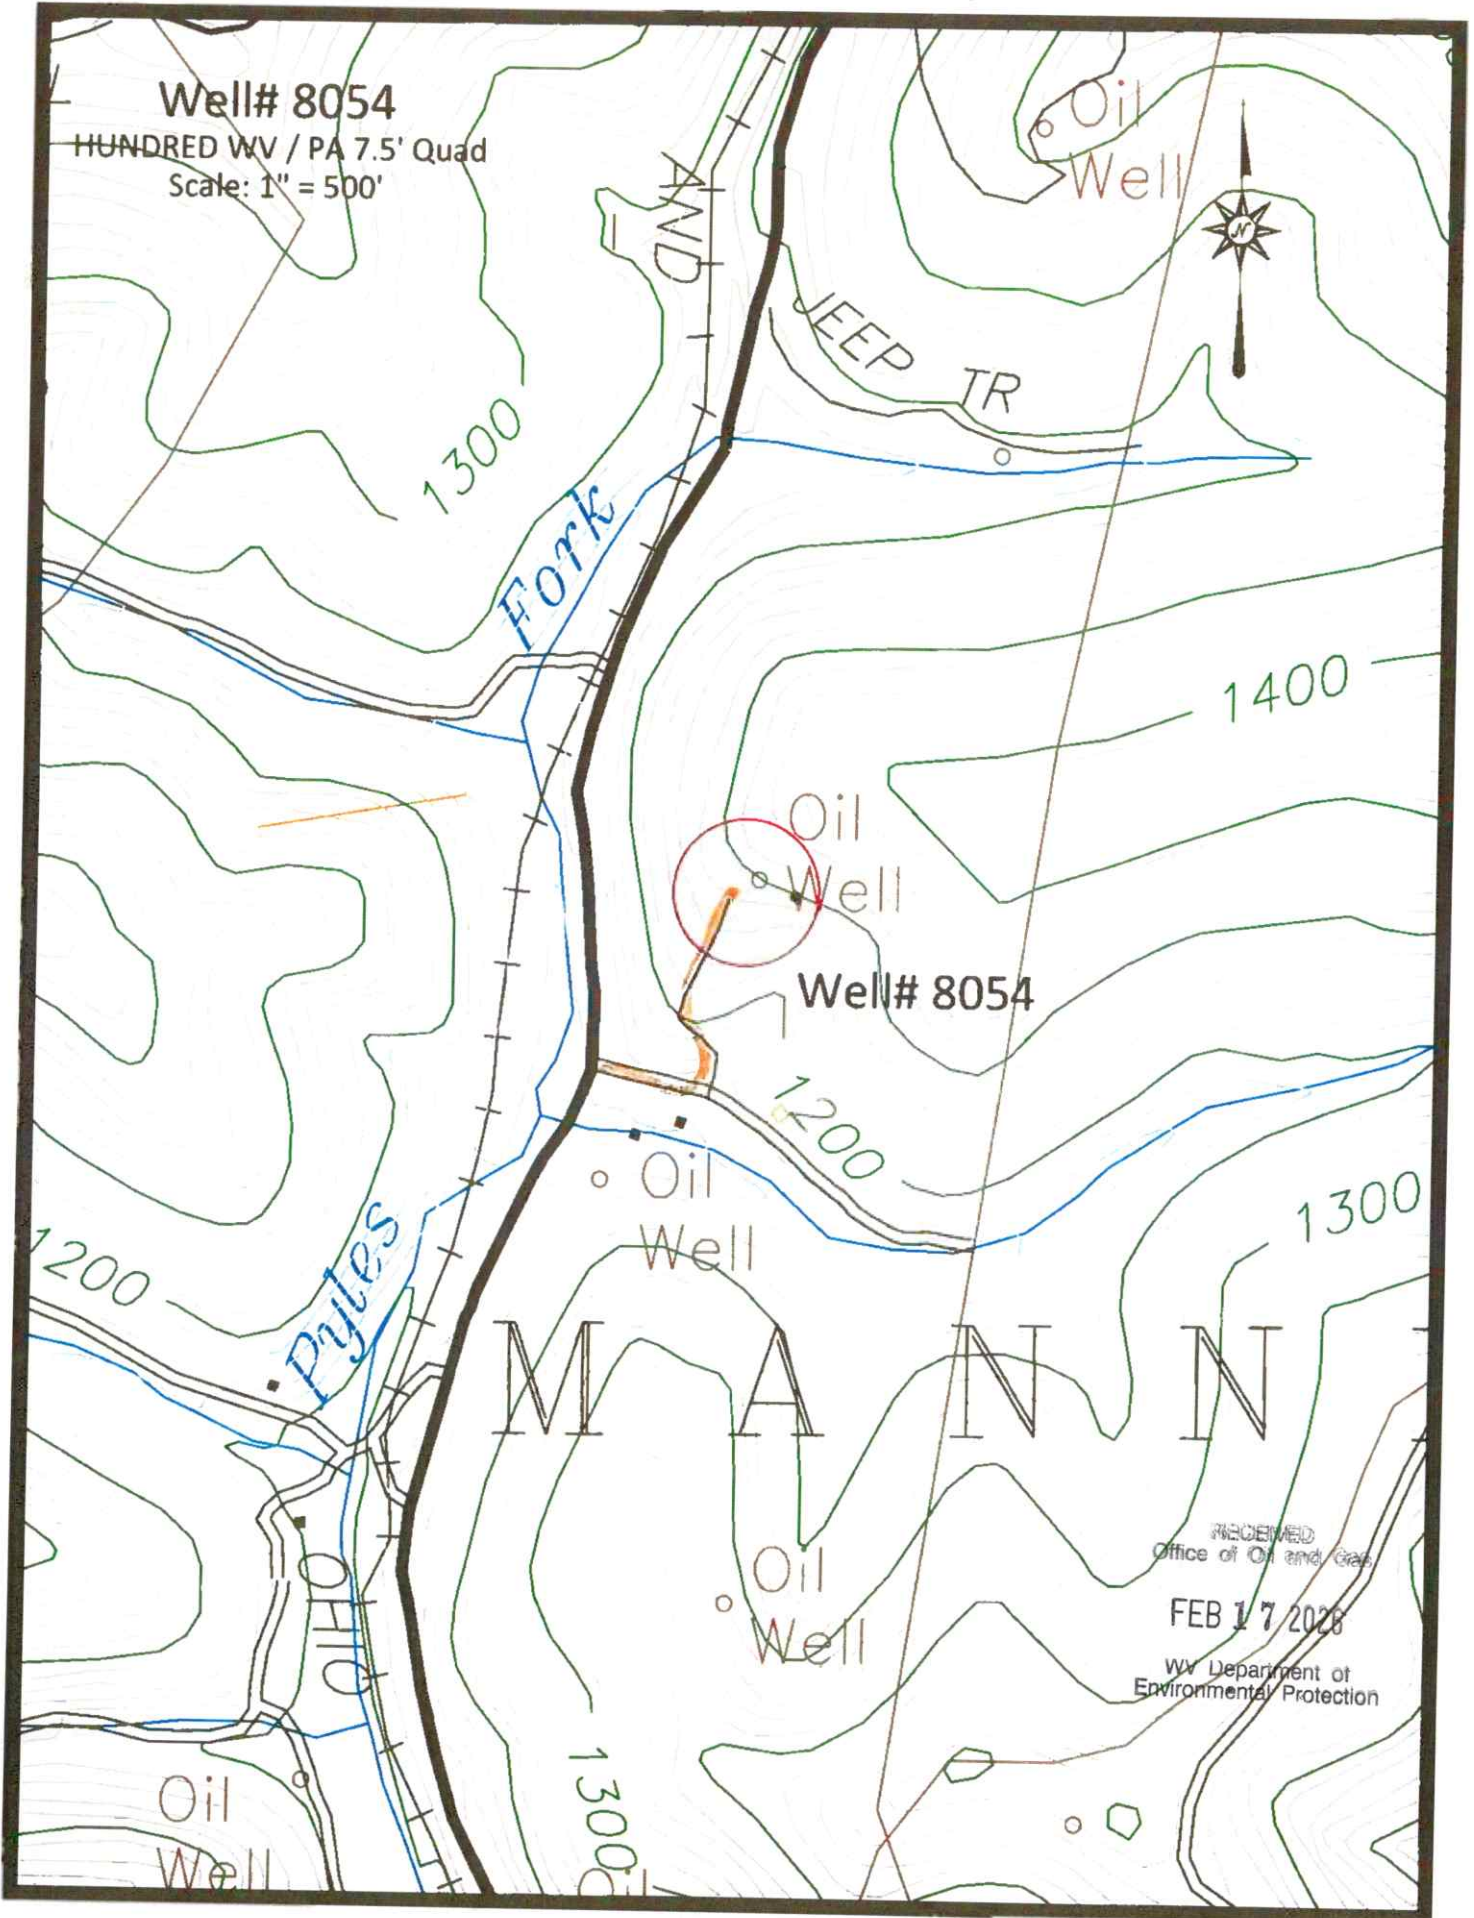 Well# 8054
HUNDRED WV / PA 7.5' Quad
Scale: 1" = 500'
AND
Oil
Well
N
JEEP TR
1300
Fork
1400
Oil
Well
Well# 8054
1200
Oil
Well
1300
1200
Pyles
M A N N
RECEIVED
Office of Oil and Gas
FEB 17
WV Department of
Environmental Protection
Oil
Well
OHIO
1300
Oil
Well
Oil